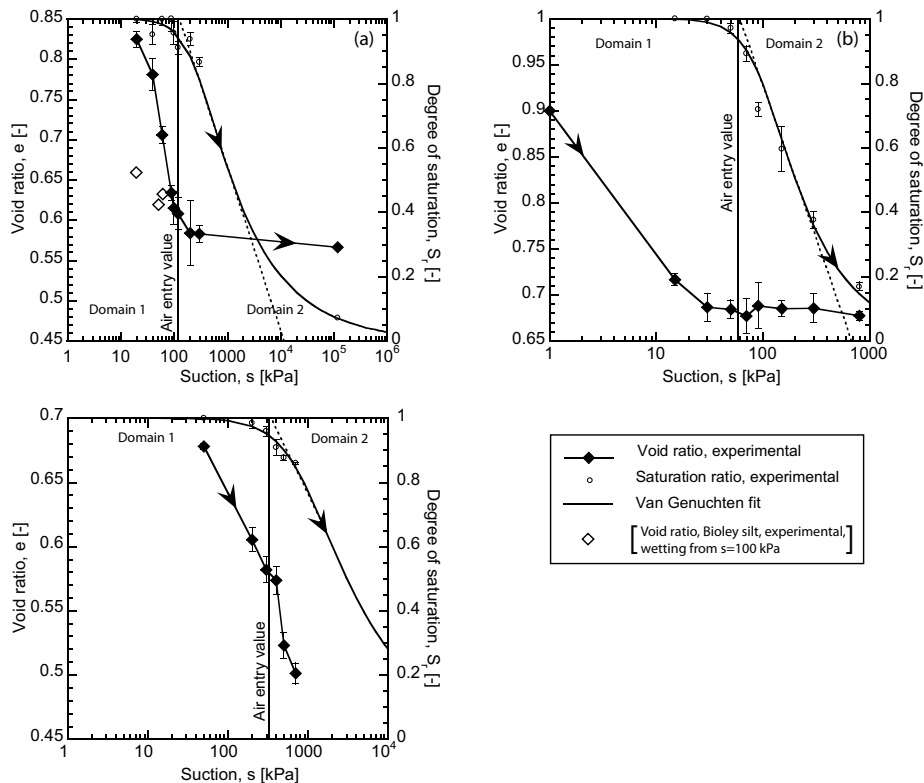 (a)
Domain 1
Domain 2
Air entry value
Void ratio, e [-]
0.85
0.8
0.75
0.7
0.65
0.6
0.55
0.5
0.45
Degree of saturation, S_r [-]
1
0.8
0.6
0.4
0.2
0
1 10 100 1000 10^4 10^5 10^6
Suction, s [kPa]
(b)
Domain 1
Domain 2
Air entry value
Void ratio, e [-]
1
0.95
0.9
0.85
0.8
0.75
0.7
0.65
Degree of saturation, S_r [-]
1
0.8
0.6
0.4
0.2
0
1 10 100 1000
Suction, s [kPa]
Domain 1
Domain 2
Air entry value
Void ratio, e [-]
0.7
0.65
0.6
0.55
0.5
0.45
Degree of saturation, S_r [-]
1
0.8
0.6
0.4
0.2
0
1 10 100 1000 10^4
Suction, s [kPa]
Void ratio, experimental
Saturation ratio, experimental
Van Genuchten fit
[Void ratio, Bioley silt, experimental,
wetting from s=100 kPa]